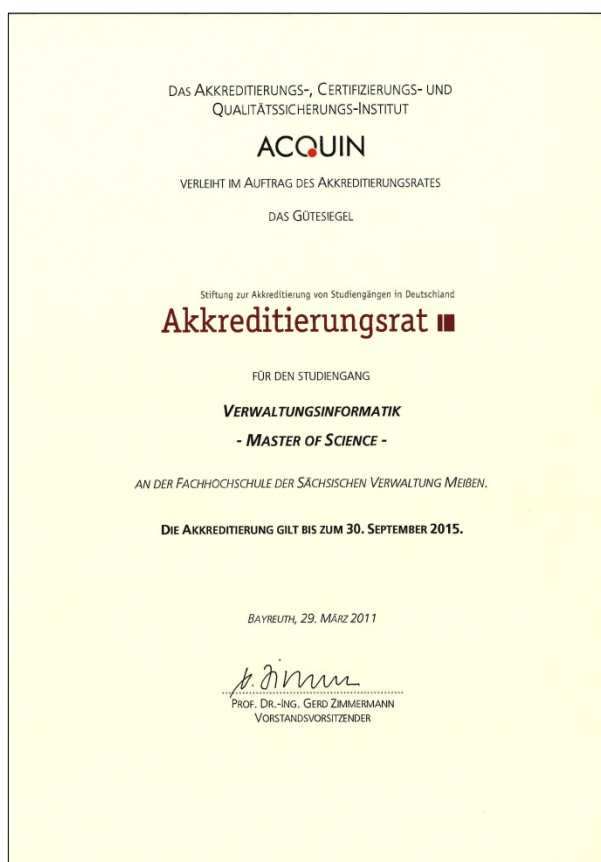 DAS AKKREDITIERUNGS-, CERTIFIZIERUNGS- UND
QUALITÄTSSICHERUNGS-INSTITUT
ACQUIN
VERLEIHT IM AUFTRAG DES AKKREDITIERUNGSRATES
DAS GÜTESIEGEL
Stiftung zur Akkreditierung von Studiengängen in Deutschland
Akkreditierungsrat
FÜR DEN STUDIENGANG
VERWALTUNGSINFORMATIK
- MASTER OF SCIENCE -
AN DER FACHHOCHSCHULE DER SÄCHSISCHEN VERWALTUNG MEIßEN.
DIE AKKREDITIERUNG GILT BIS ZUM 30. SEPTEMBER 2015.
BAYREUTH, 29. MÄRZ 2011
PROF. DR.-ING. GERD ZIMMERMANN
VORSTANDSVORSITZENDER